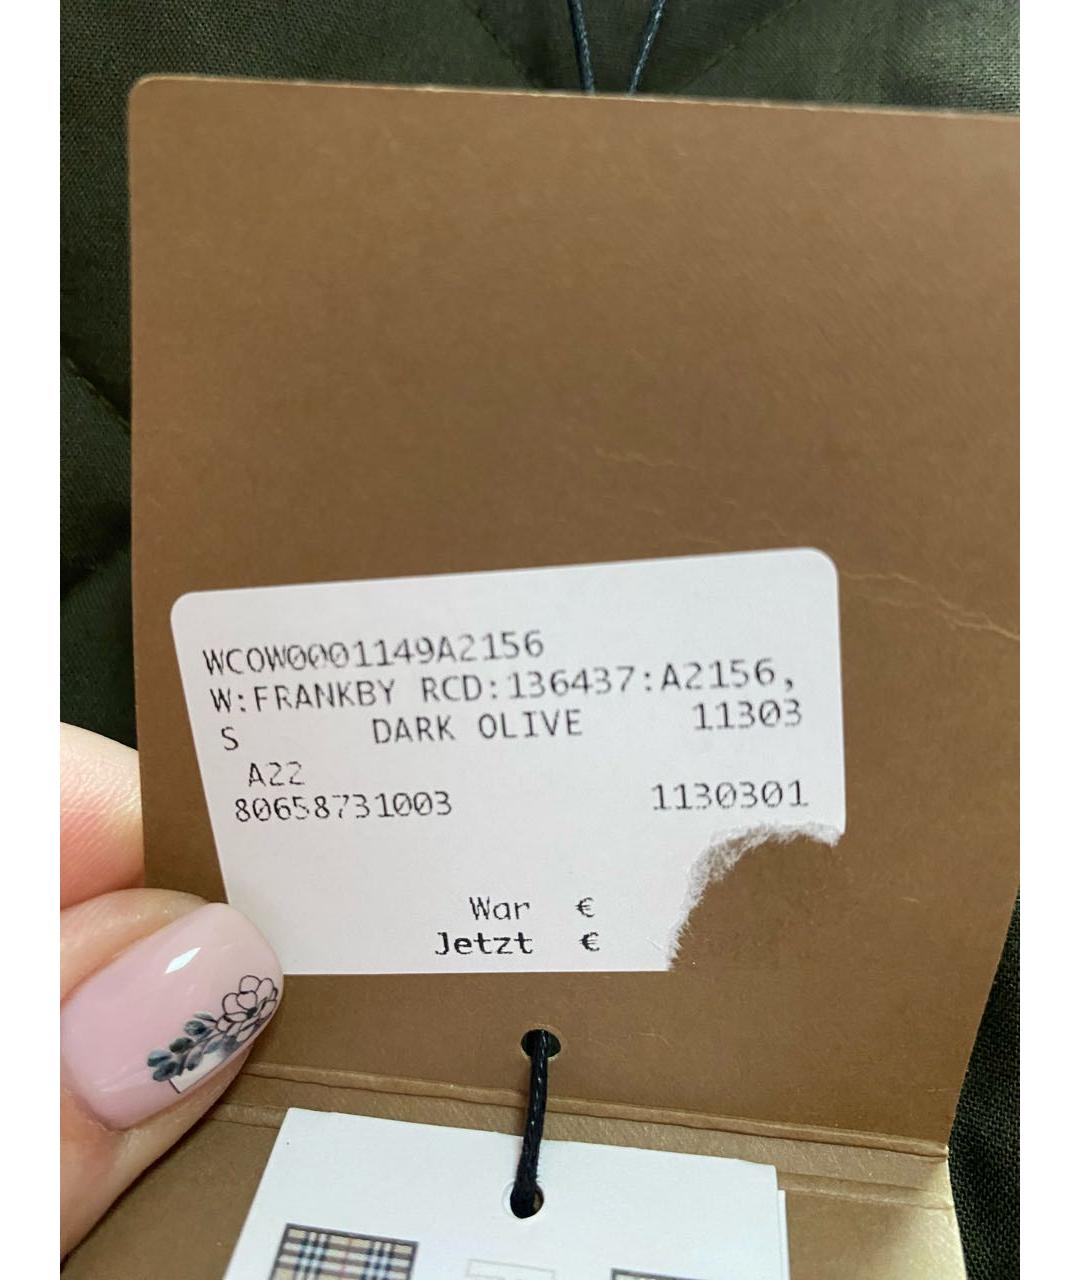 WCOW0001149A2156
W:FRANKBY RCD:136437:A2156,
S DARK OLIVE 11303
A22
80658731003 1130301
War €
Jetzt €